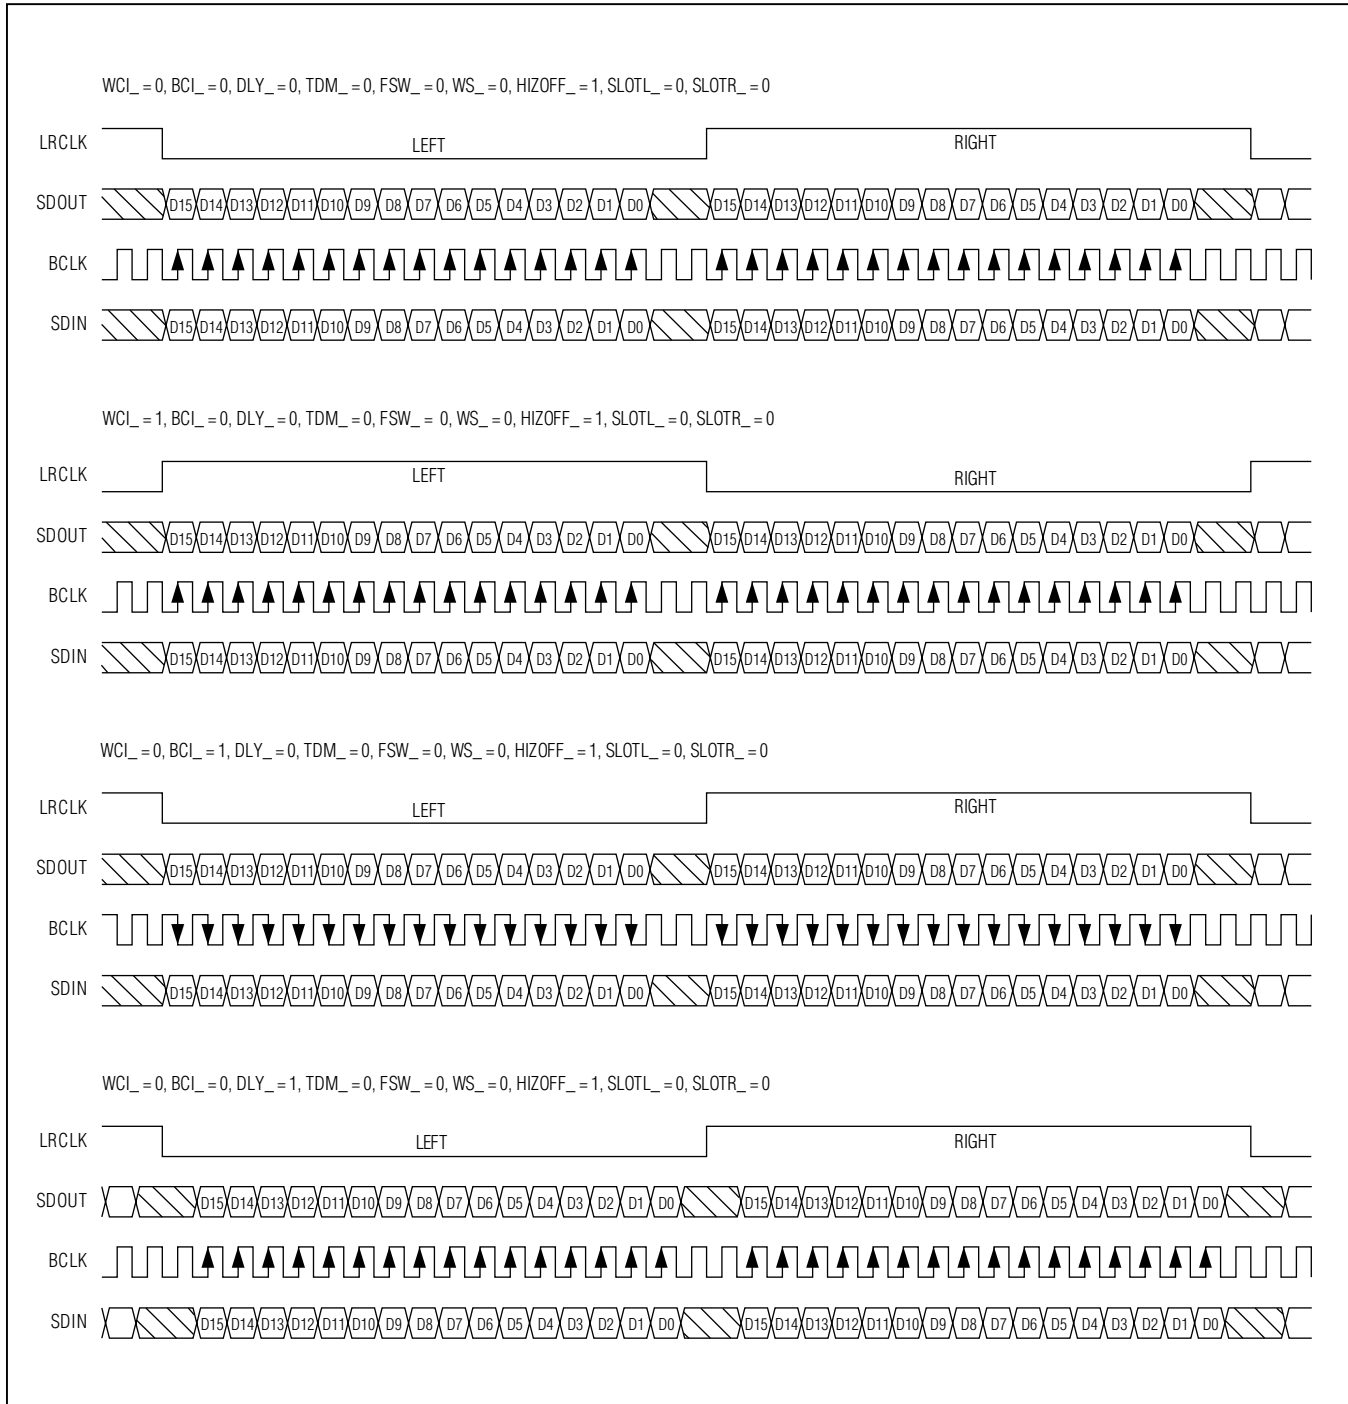 WCI_ = 0, BCI_ = 0, DLY_ = 0, TDM_ = 0, FSW_ = 0, WS_ = 0, HIZOFF_ = 1, SLOTL_ = 0, SLOTR_ = 0
LRCLK LEFT RIGHT
SDOUT D15 D14 D13 D12 D11 D10 D9 D8 D7 D6 D5 D4 D3 D2 D1 D0 D15 D14 D13 D12 D11 D10 D9 D8 D7 D6 D5 D4 D3 D2 D1 D0
BCLK
SDIN D15 D14 D13 D12 D11 D10 D9 D8 D7 D6 D5 D4 D3 D2 D1 D0 D15 D14 D13 D12 D11 D10 D9 D8 D7 D6 D5 D4 D3 D2 D1 D0
WCI_ = 1, BCI_ = 0, DLY_ = 0, TDM_ = 0, FSW_ = 0, WS_ = 0, HIZOFF_ = 1, SLOTL_ = 0, SLOTR_ = 0
LRCLK LEFT RIGHT
SDOUT D15 D14 D13 D12 D11 D10 D9 D8 D7 D6 D5 D4 D3 D2 D1 D0 D15 D14 D13 D12 D11 D10 D9 D8 D7 D6 D5 D4 D3 D2 D1 D0
BCLK
SDIN D15 D14 D13 D12 D11 D10 D9 D8 D7 D6 D5 D4 D3 D2 D1 D0 D15 D14 D13 D12 D11 D10 D9 D8 D7 D6 D5 D4 D3 D2 D1 D0
WCI_ = 0, BCI_ = 1, DLY_ = 0, TDM_ = 0, FSW_ = 0, WS_ = 0, HIZOFF_ = 1, SLOTL_ = 0, SLOTR_ = 0
LRCLK LEFT RIGHT
SDOUT D15 D14 D13 D12 D11 D10 D9 D8 D7 D6 D5 D4 D3 D2 D1 D0 D15 D14 D13 D12 D11 D10 D9 D8 D7 D6 D5 D4 D3 D2 D1 D0
BCLK
SDIN D15 D14 D13 D12 D11 D10 D9 D8 D7 D6 D5 D4 D3 D2 D1 D0 D15 D14 D13 D12 D11 D10 D9 D8 D7 D6 D5 D4 D3 D2 D1 D0
WCI_ = 0, BCI_ = 0, DLY_ = 1, TDM_ = 0, FSW_ = 0, WS_ = 0, HIZOFF_ = 1, SLOTL_ = 0, SLOTR_ = 0
LRCLK LEFT RIGHT
SDOUT D15 D14 D13 D12 D11 D10 D9 D8 D7 D6 D5 D4 D3 D2 D1 D0 D15 D14 D13 D12 D11 D10 D9 D8 D7 D6 D5 D4 D3 D2 D1 D0
BCLK
SDIN D15 D14 D13 D12 D11 D10 D9 D8 D7 D6 D5 D4 D3 D2 D1 D0 D15 D14 D13 D12 D11 D10 D9 D8 D7 D6 D5 D4 D3 D2 D1 D0